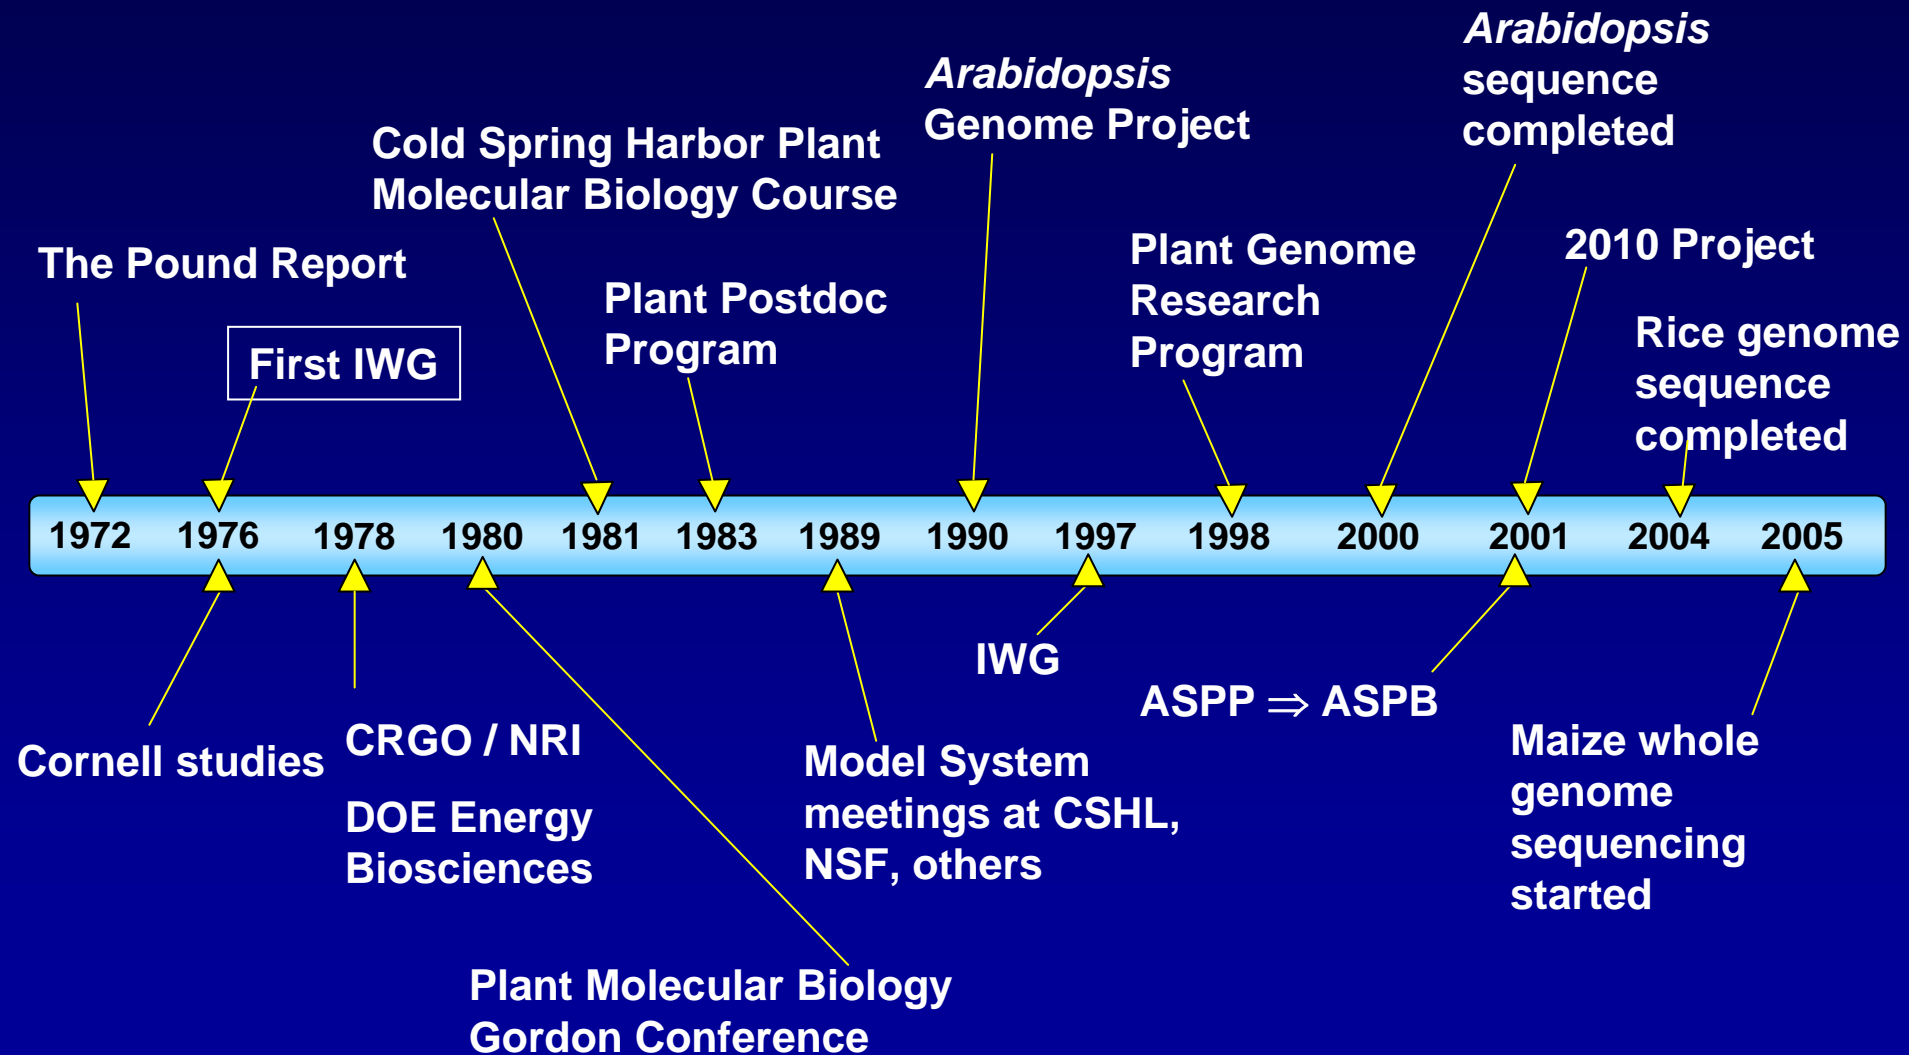 Arabidopsis
sequence
completed
Arabidopsis
Genome Project
Cold Spring Harbor Plant
Molecular Biology Course
The Pound Report
Plant Genome
Research
Program
2010 Project
Plant Postdoc
Program
First IWG
Rice genome
sequence
completed
1972 1976 1978 1980 1981 1983 1989 1990 1997 1998 2000 2001 2004 2005
IWG
ASPP ⇒ ASPB
Cornell studies
CRGO / NRI
DOE Energy
Biosciences
Model System
meetings at CSHL,
NSF, others
Maize whole
genome
sequencing
started
Plant Molecular Biology
Gordon Conference